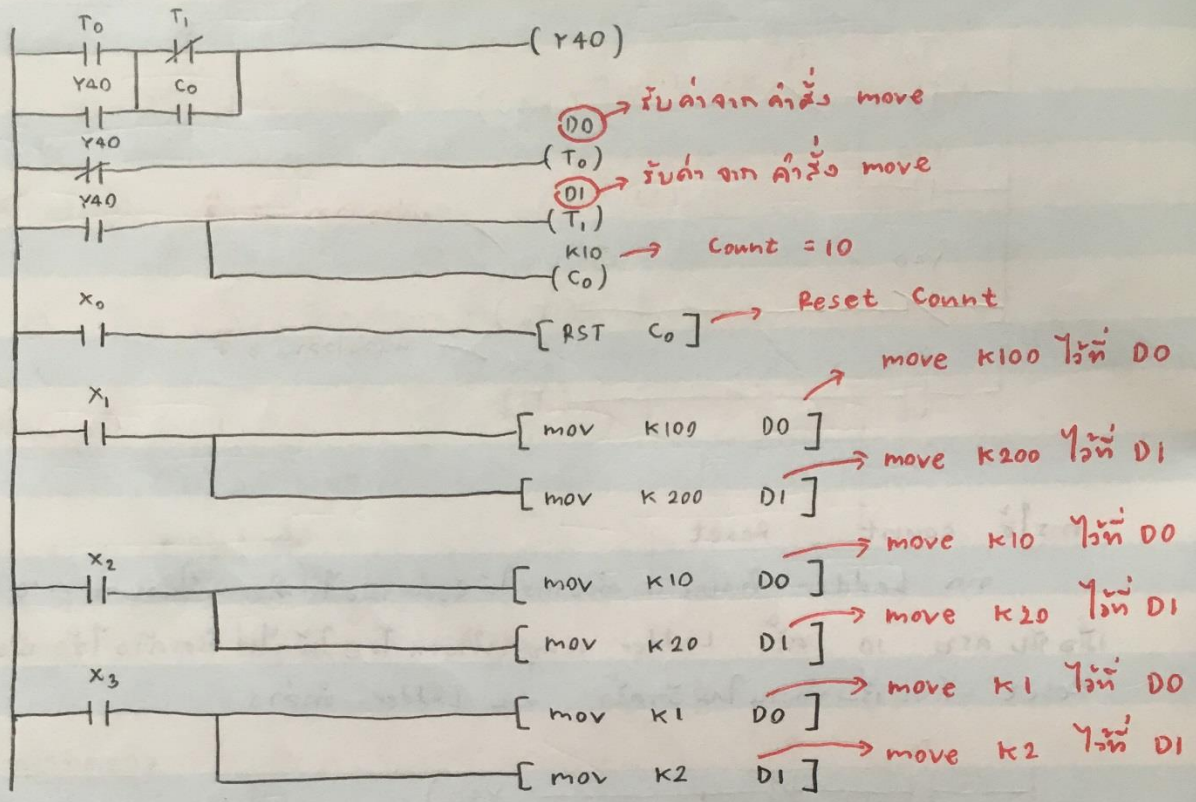 T0 T1
( Y40 )
Y40 C0
D0 รับค่าจาก คำสั่ง move
Y40
( T0 )
D1 รับค่า จาก คำสั่ง move
Y40
( T1 )
K10 Count = 10
( C0 )
X0
[ RST C0 ] Reset Count
move K100 ไว้ที่ D0
X1
[ mov K100 D0 ]
move K200 ไว้ที่ D1
[ mov K 200 D1 ]
move K10 ไว้ที่ D0
X2
[ mov K10 D0 ]
move K20 ไว้ที่ D1
[ mov K20 D1 ]
move K1 ไว้ที่ D0
X3
[ mov K1 D0 ]
move K2 ไว้ที่ D1
[ mov K2 D1 ]